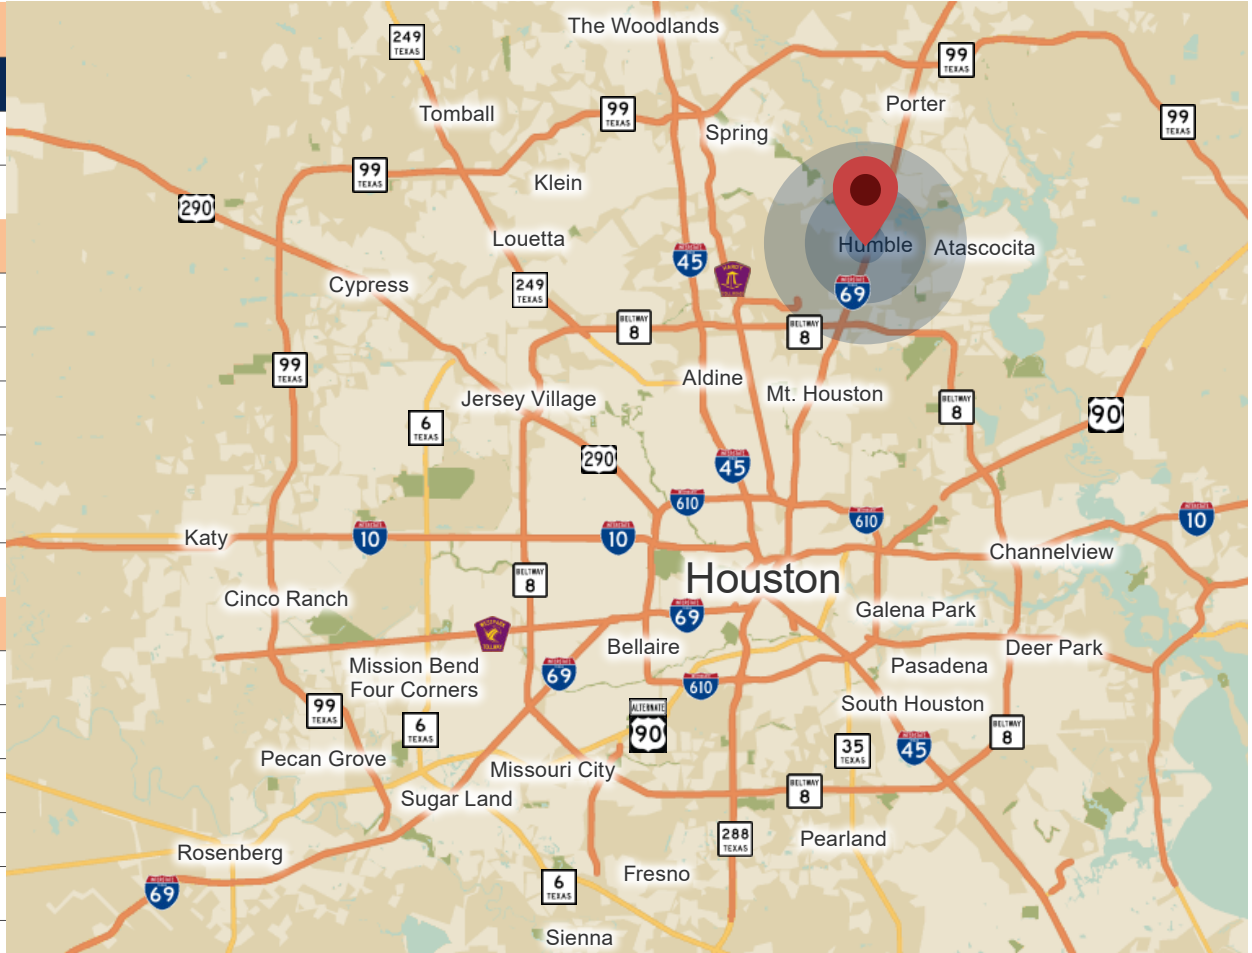 The Woodlands
249
TEXAS
99
TEXAS
Porter
99
TEXAS
Tomball
99
TEXAS
Spring
99
TEXAS
Klein
290
Louetta
Humble
Atascocita
45
HARDY
Cypress
249
TEXAS
69
BELTWAY
8
BELTWAY
8
99
TEXAS
Aldine
Mt. Houston
Jersey Village
BELTWAY
8
90
6
TEXAS
290
45
610
610
10
Katy
10
10
Channelview
Houston
BELTWAY
8
Cinco Ranch
69
Galena Park
WESTPARK
TOLLWAY
Bellaire
Deer Park
Mission Bend
Four Corners
69
610
Pasadena
99
TEXAS
6
TEXAS
ALTERNATE
90
South Houston
45
BELTWAY
8
35
TEXAS
Pecan Grove
Missouri City
Sugar Land
BELTWAY
8
288
TEXAS
Pearland
Rosenberg
69
6
TEXAS
Fresno
Sienna